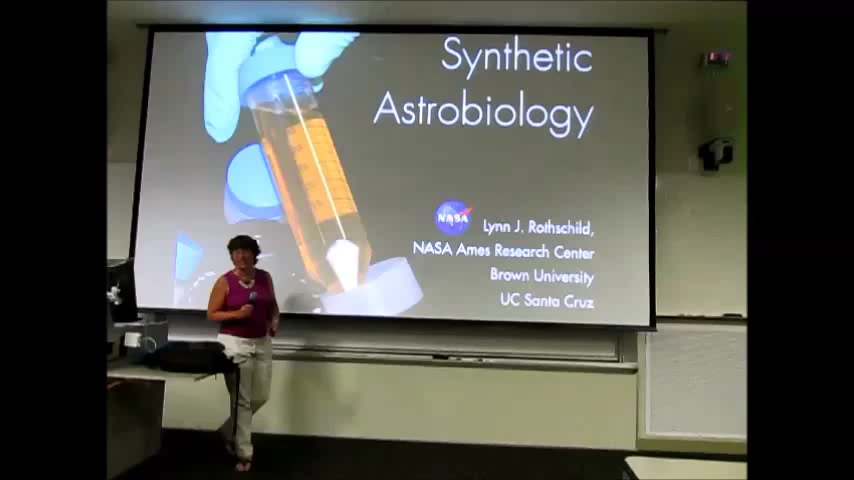 Synthetic
Astrobiology
NASA
Lynn J. Rothschild,
NASA Ames Research Center
Brown University
UC Santa Cruz